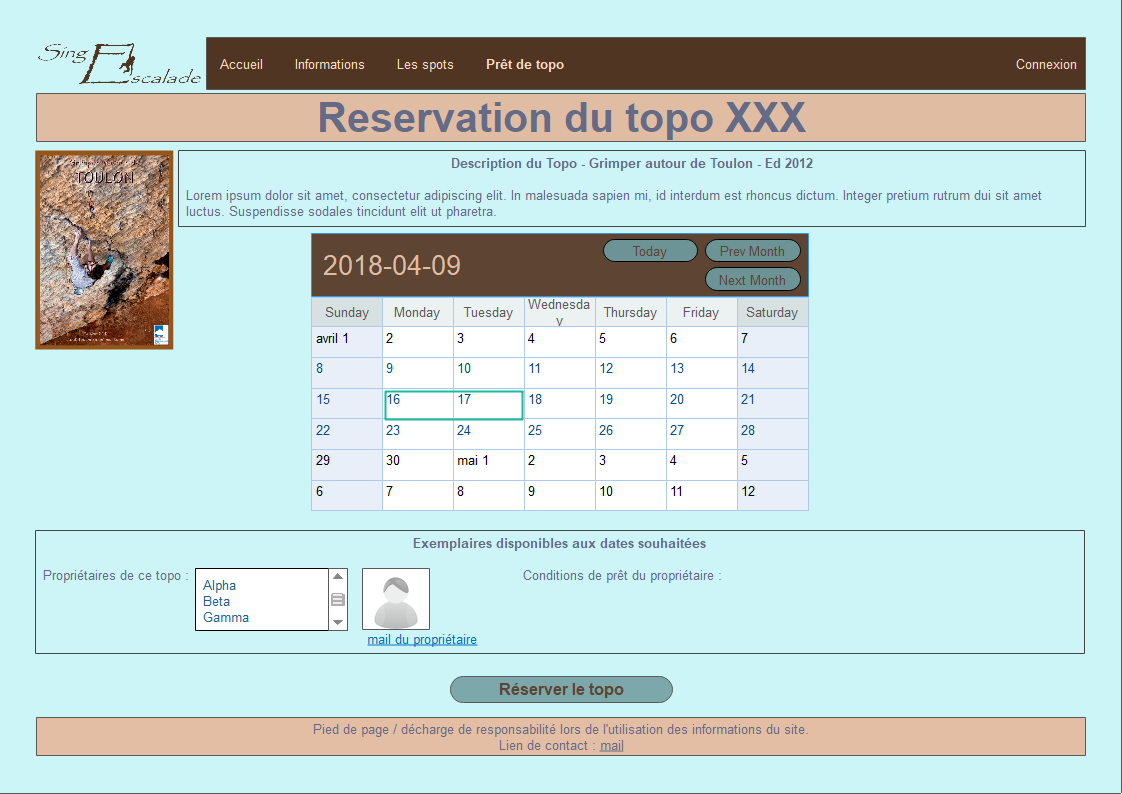 Sing Escalade
Accueil Informations Les spots Prêt de topo Connexion
Reservation du topo XXX
TOULON
Description du Topo - Grimper autour de Toulon - Ed 2012
Lorem ipsum dolor sit amet, consectetur adipiscing elit. In malesuada sapien mi, id interdum est rhoncus dictum. Integer pretium rutrum dui sit amet
luctus. Suspendisse sodales tincidunt elit ut pharetra.
2018-04-09 Today Prev Month
Next Month
Sunday Monday Tuesday Wednesda
y Thursday Friday Saturday
avril 1 2 3 4 5 6 7
8 9 10 11 12 13 14
15 16 17 18 19 20 21
22 23 24 25 26 27 28
29 30 mai 1 2 3 4 5
6 7 8 9 10 11 12
Exemplaires disponibles aux dates souhaitées
Propriétaires de ce topo : Conditions de prêt du propriétaire :
Alpha
Beta
Gamma
mail du propriétaire
Réserver le topo
Pied de page / décharge de responsabilité lors de l'utilisation des informations du site.
Lien de contact : mail